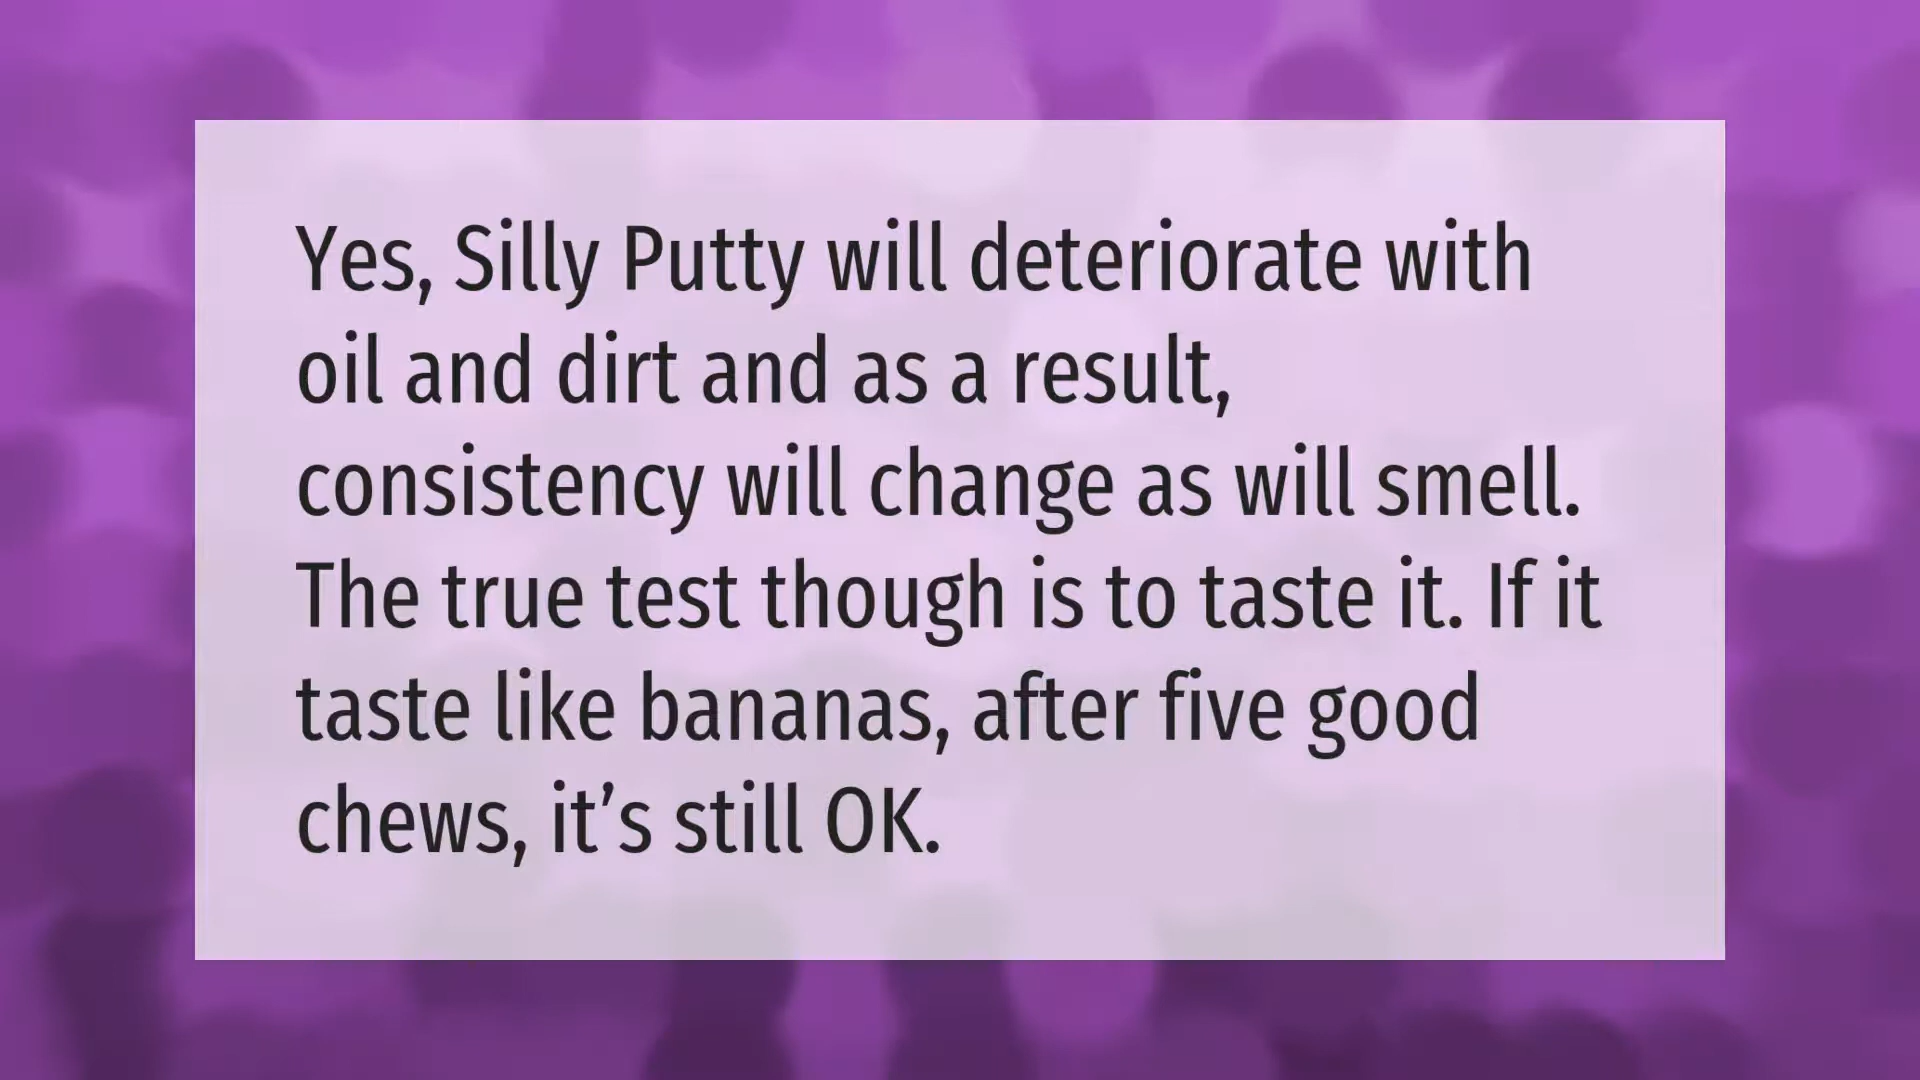 Yes, Silly Putty will deteriorate with
oil and dirt and as a result,
consistency will change as will smell.
The true test though is to taste it. If it
taste like bananas, after five good
chews, it’s still OK.